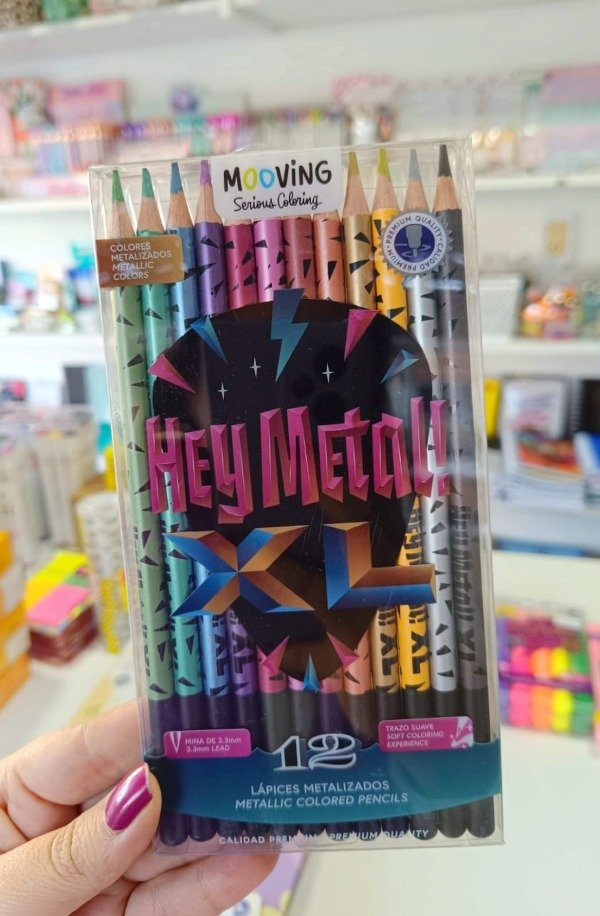 MOOVING
Serious Coloring
COLORES
METALIZADOS
METALLIC
COLORS
PREMIUM QUALITY
CALIDAD PREMIUM
Hey Metal!
XL
MINA DE 3.3mm
3.3mm LEAD
TRAZO SUAVE
SOFT COLORING
EXPERIENCE
12
LÁPICES METALIZADOS
METALLIC COLORED PENCILS
CALIDAD PREMIUM PREMIUM QUALITY